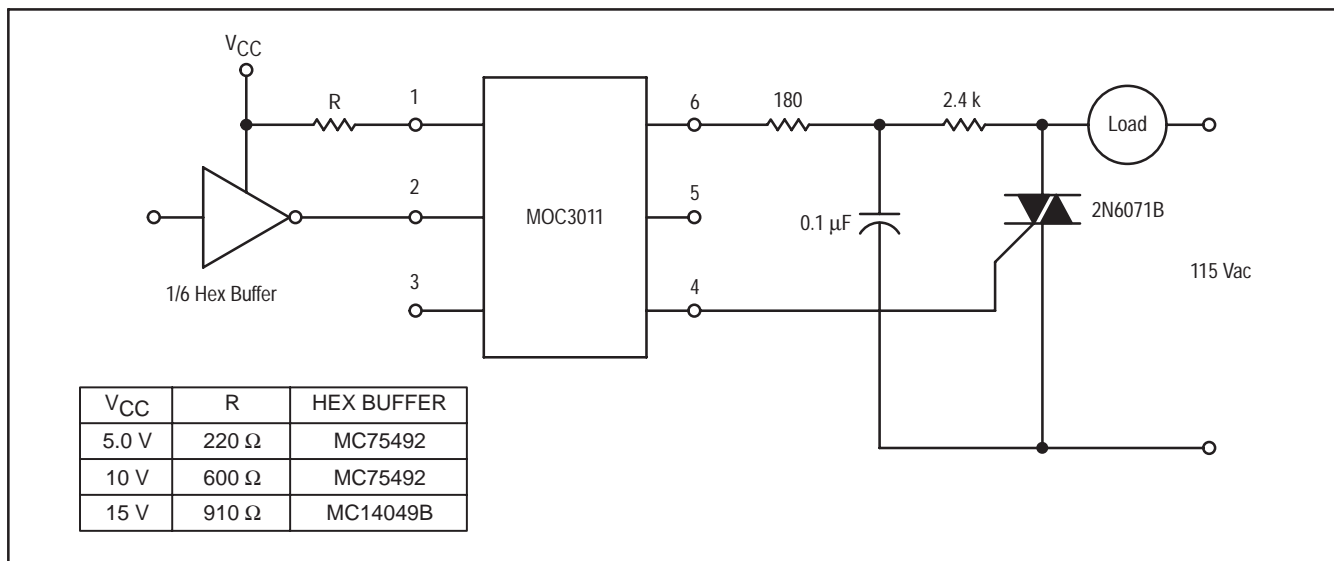 VCC
R
1
6
180
2.4 k
Load
2
MOC3011
5
0.1 μF
2N6071B
1/6 Hex Buffer
3
4
115 Vac
VCC R HEX BUFFER
5.0 V 220 Ω MC75492
10 V 600 Ω MC75492
15 V 910 Ω MC14049B